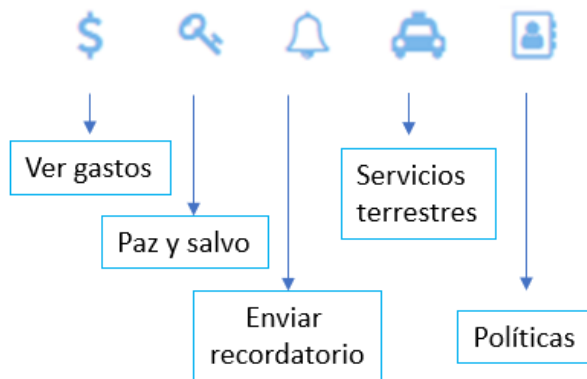 $
Ver gastos
Paz y salvo
Enviar
recordatorio
Servicios
terrestres
Políticas